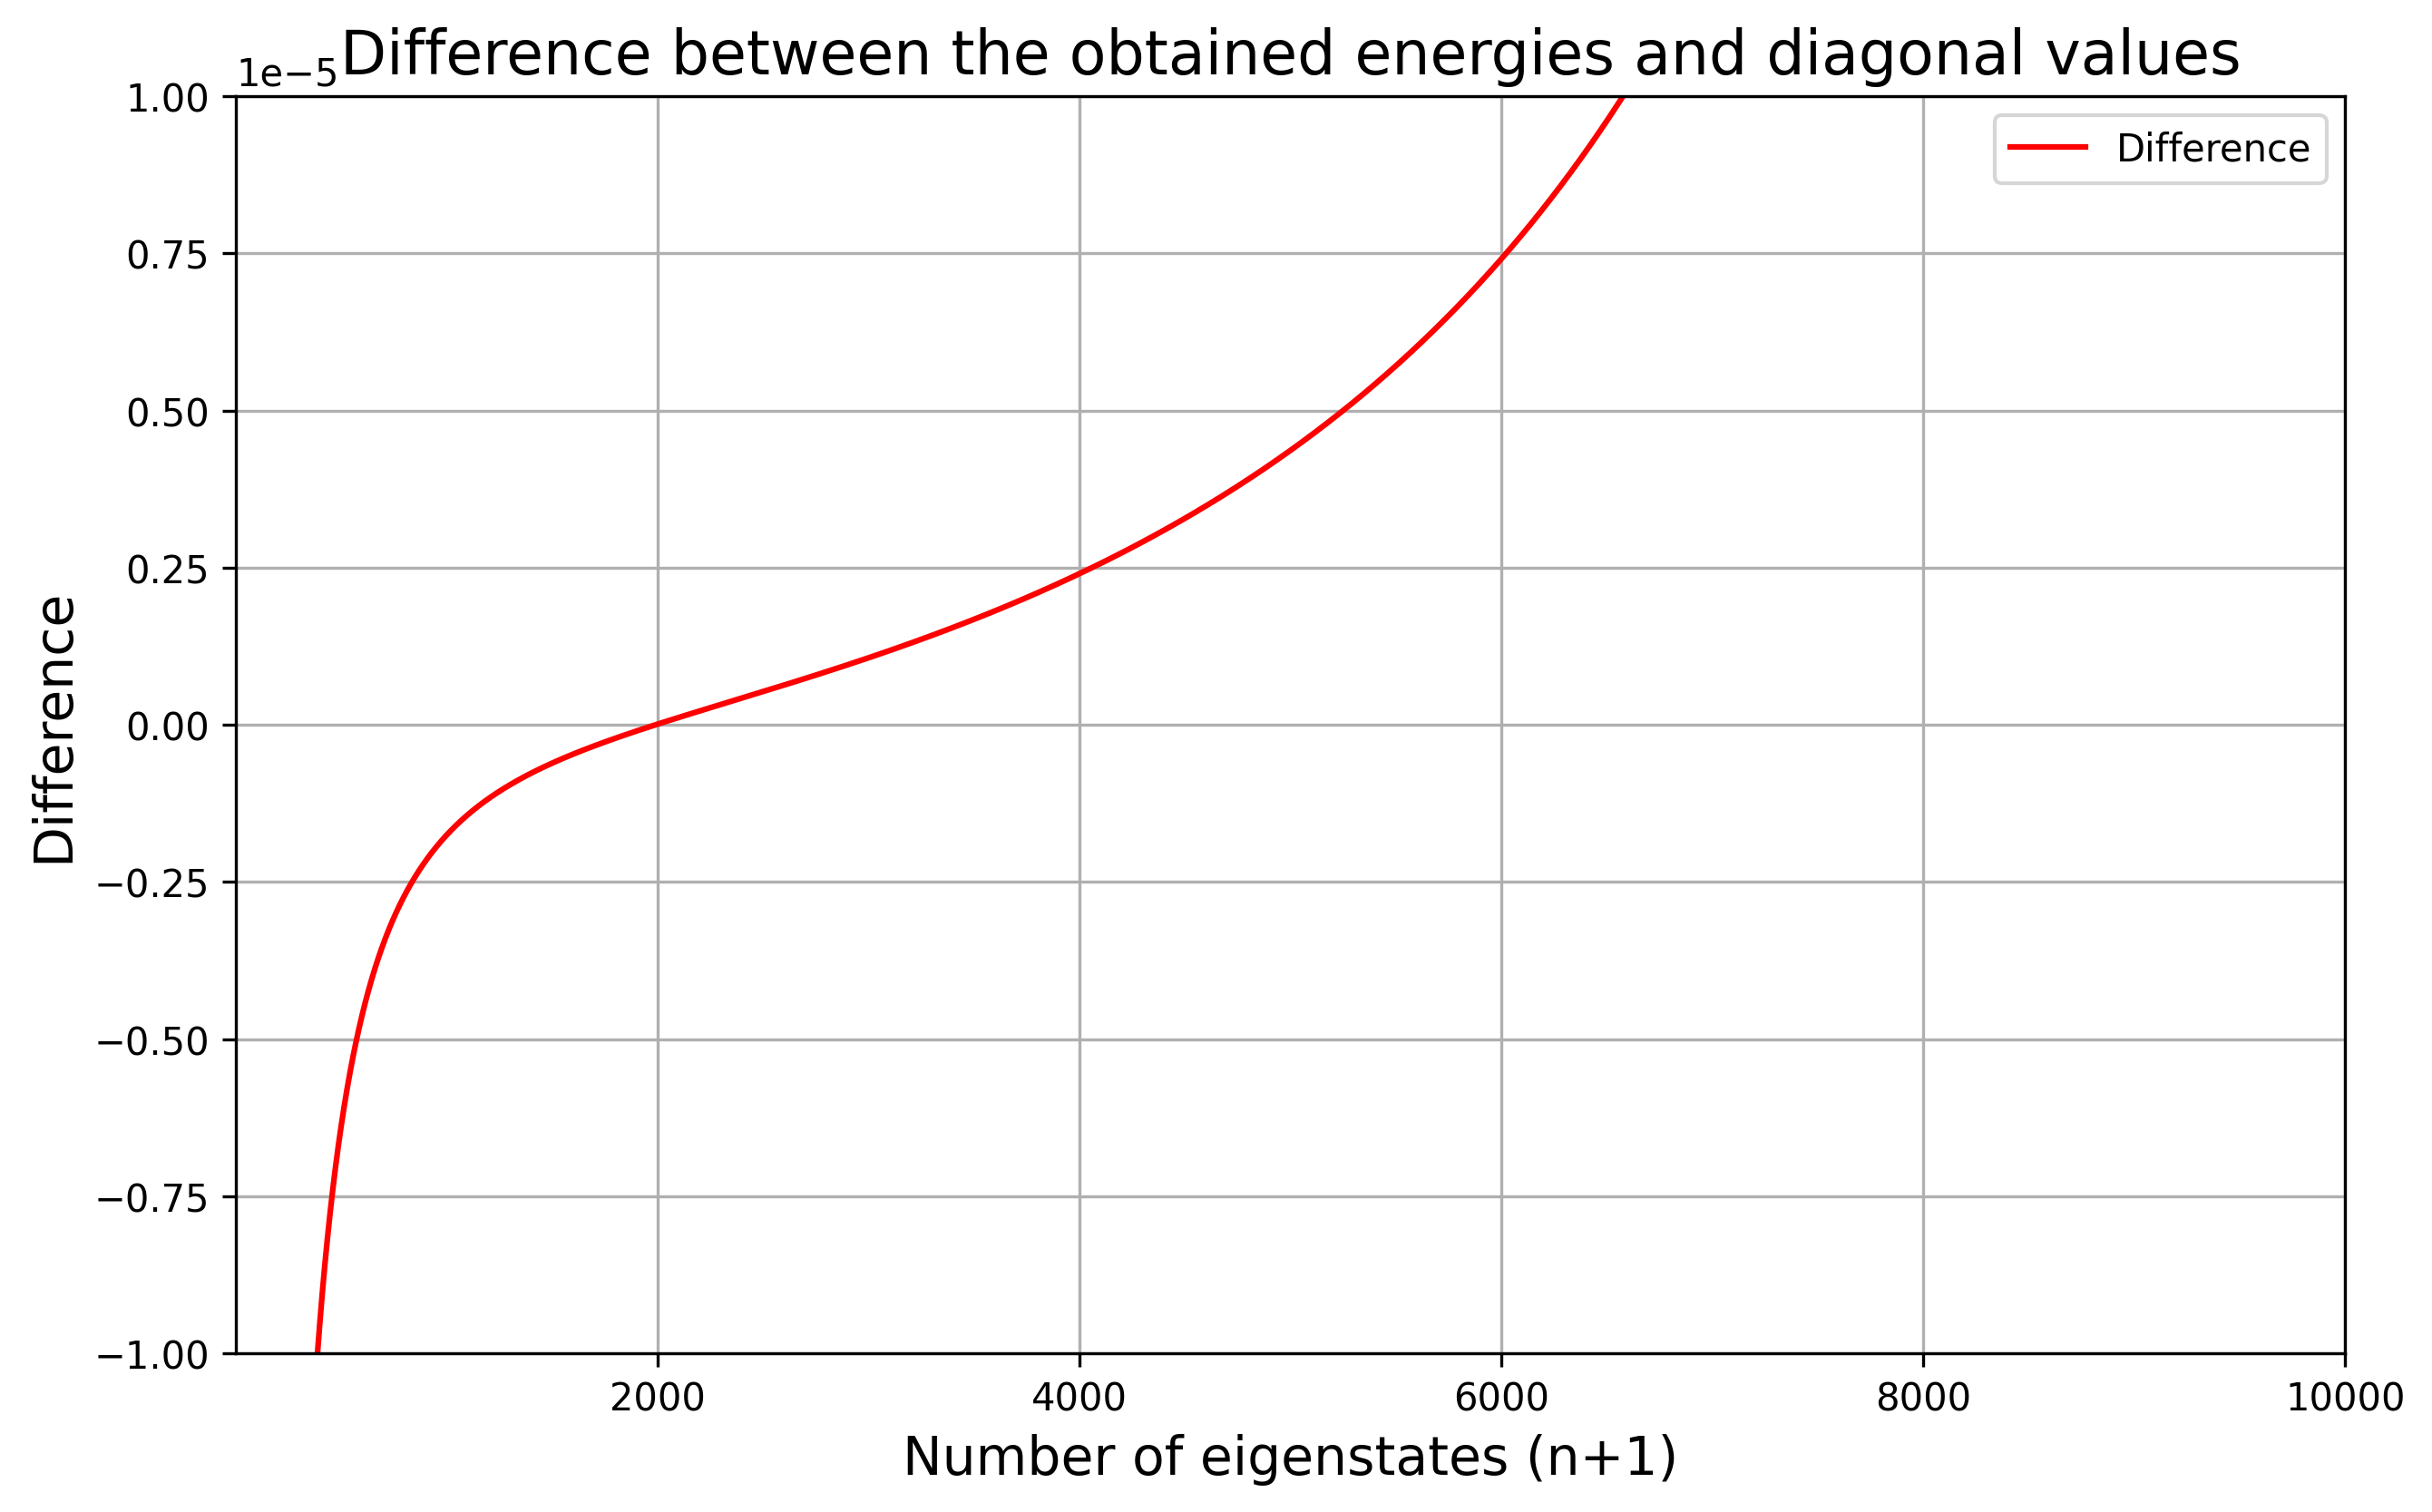 Difference between the obtained energies and diagonal values
1e−5
Difference
1.00
0.75
0.50
0.25
0.00
−0.25
−0.50
−0.75
−1.00
Difference
2000
4000
6000
8000
10000
Number of eigenstates (n+1)